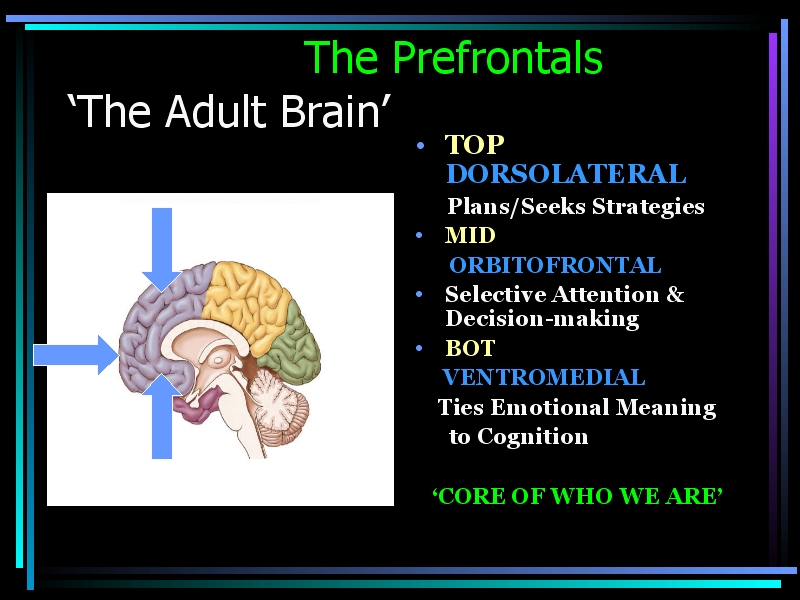 The Prefrontals
‘The Adult Brain’
• TOP
DORSOLATERAL
Plans/Seeks Strategies
• MID
ORBITOFRONTAL
• Selective Attention &
Decision-making
• BOT
VENTROMEDIAL
Ties Emotional Meaning
to Cognition
‘CORE OF WHO WE ARE’